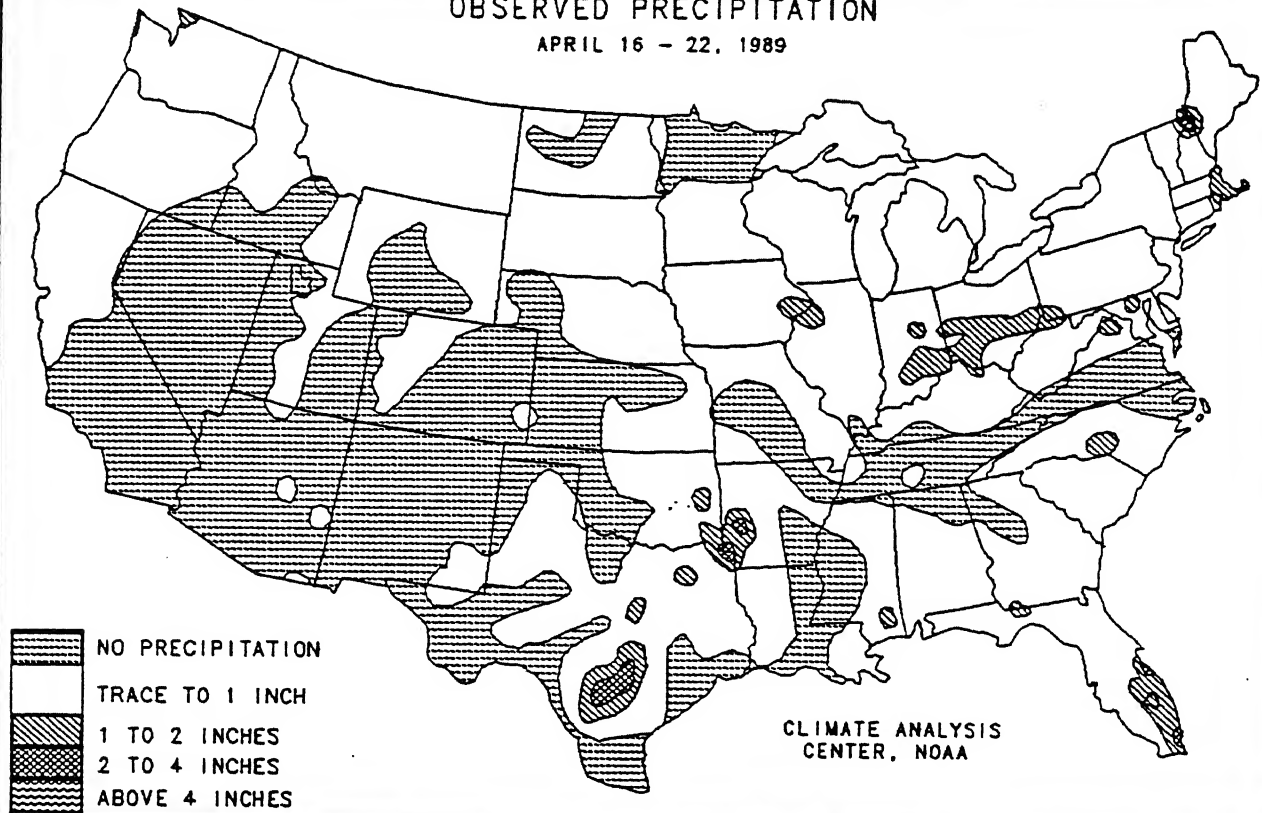 OBSERVED PRECIPITATION
APRIL 16 - 22, 1989
NO PRECIPITATION
TRACE TO 1 INCH
1 TO 2 INCHES
2 TO 4 INCHES
ABOVE 4 INCHES
CLIMATE ANALYSIS
CENTER, NOAA